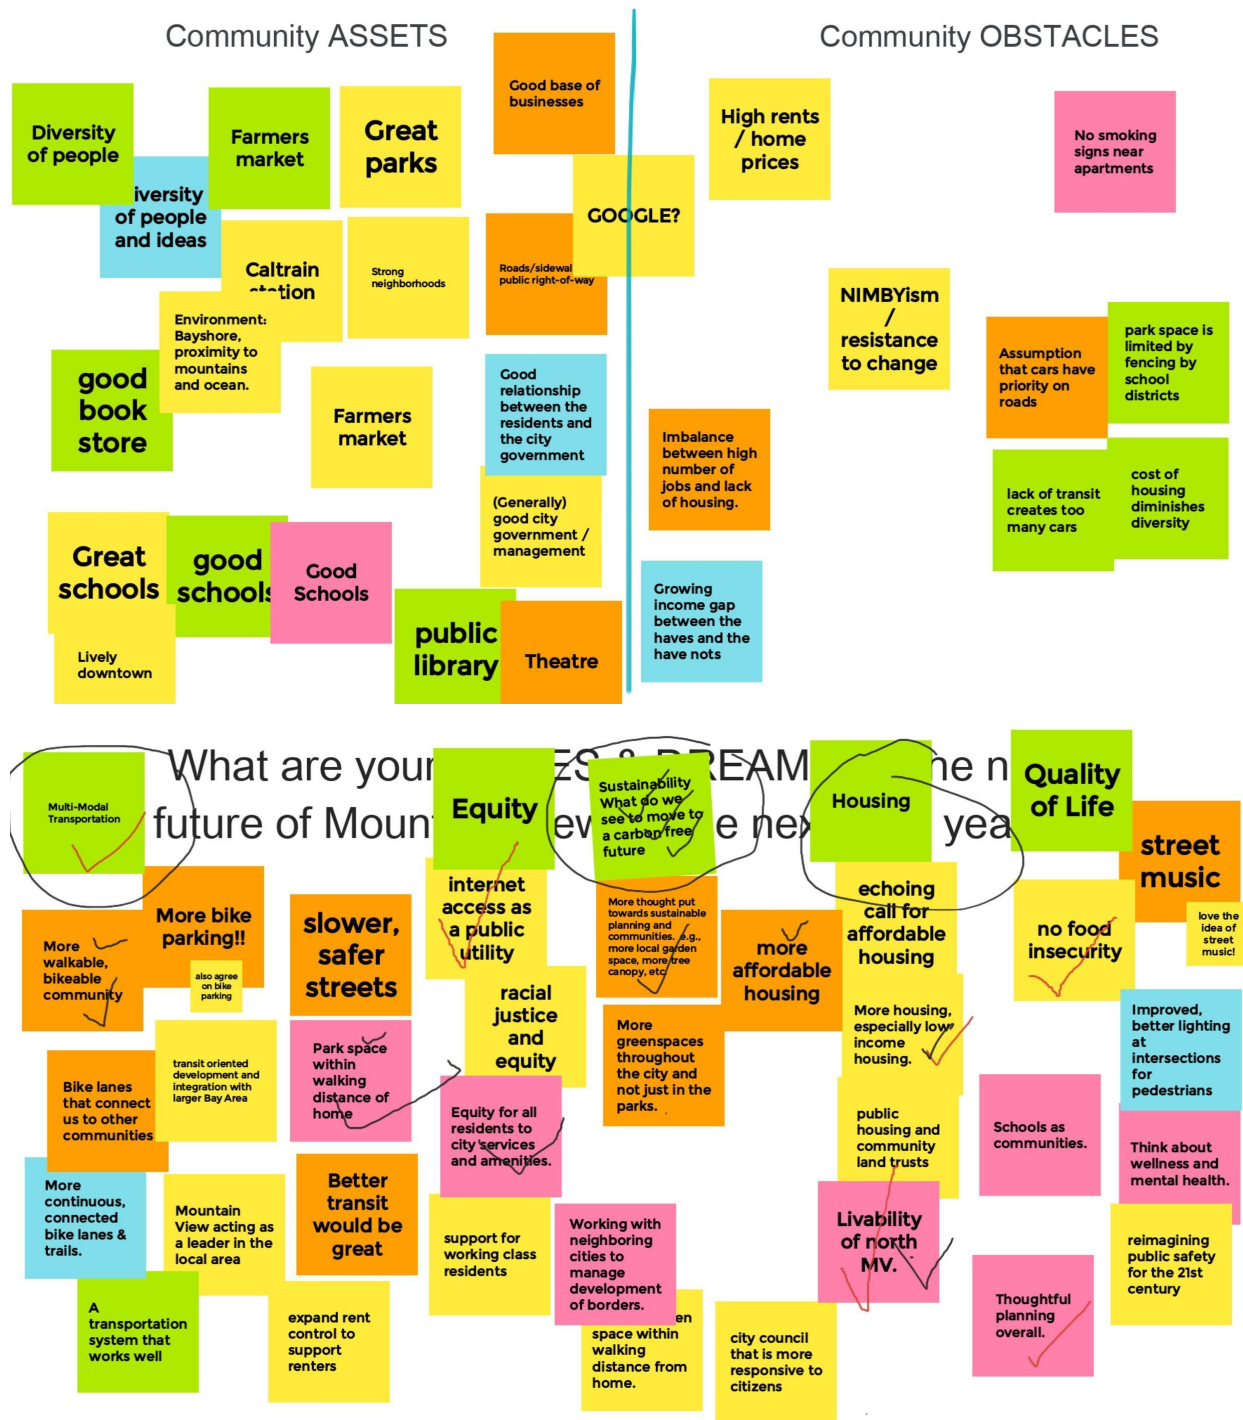 Community ASSETS
Community OBSTACLES
Diversity
of people
Farmers
market
Great
parks
Good base of
businesses
iversity
of people
and ideas
Caltrain
station
Strong
neighborhoods
Roads/sidewal
public right-of-way
GOOGLE?
Environment:
Bayshore,
proximity to
mountains
and ocean.
good
book
store
Farmers
market
Good
relationship
between the
residents and
the city
government
(Generally)
good city
government /
management
Great
schools
good
schools
Good
Schools
Lively
downtown
public
library
Theatre
High rents
/ home
prices
No smoking
signs near
apartments
NIMBYism
/
resistance
to change
Assumption
that cars have
priority on
roads
park space is
limited by
fencing by
school
districts
Imbalance
between high
number of
jobs and lack
of housing.
lack of transit
creates too
many cars
cost of
housing
diminishes
diversity
Growing
income gap
between the
haves and the
have nots
What are your ES & DREAM he n
future of Mount ew e nex yea
Multi-Modal
Transportation
Equity
Sustainability
What do we
see to move to
a carbon free
future
Housing
Quality
of Life
street
music
love the
idea of
street
music!
More
walkable,
bikeable
community
More bike
parking!!
also agree
on bike
parking
slower,
safer
streets
internet
access as
a public
utility
More thought put
towards sustainable
planning and
communities. e.g.,
more local garden
space, more tree
canopy, etc
more
affordable
housing
echoing
call for
affordable
housing
no food
insecurity
racial
justice
and
equity
More
greenspaces
throughout
the city and
not just in the
parks.
More housing,
especially low
income
housing.
Improved,
better lighting
at
intersections
for
pedestrians
Bike lanes
that connect
us to other
communities
transit oriented
development and
integration with
larger Bay Area
Park space
within
walking
distance of
home
Equity for all
residents to
city services
and amenities.
public
housing and
community
land trusts
Schools as
communities.
Think about
wellness and
mental health.
More
continuous,
connected
bike lanes &
trails.
Mountain
View acting as
a leader in the
local area
Better
transit
would be
great
support for
working class
residents
Working with
neighboring
cities to
manage
development
of borders.
Livability
of north
MV.
reimagining
public safety
for the 21st
century
A
transportation
system that
works well
expand rent
control to
support
renters
en
space within
walking
distance from
home.
city council
that is more
responsive to
citizens
Thoughtful
planning
overall.